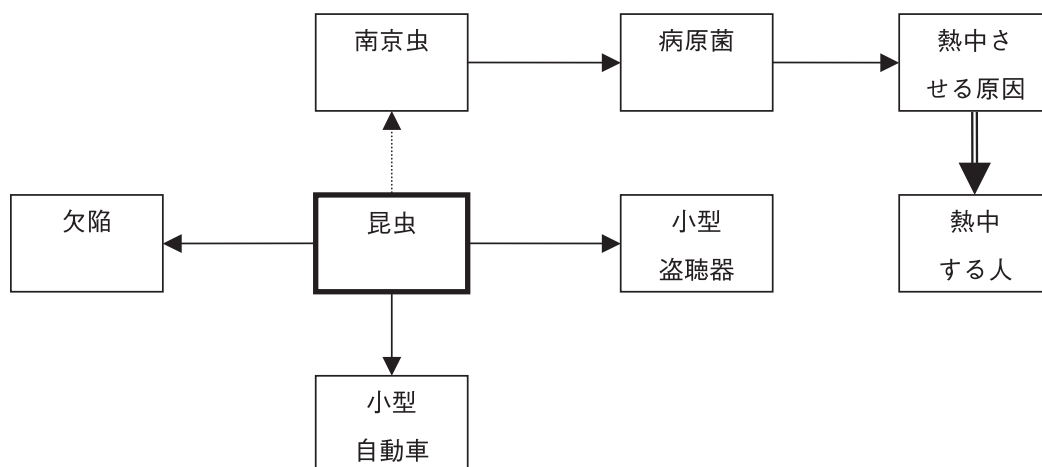 南京虫
病原菌
熱中さ
せる原因
欠陥
昆虫
小型
盗聴器
熱中
する人
小型
自動車